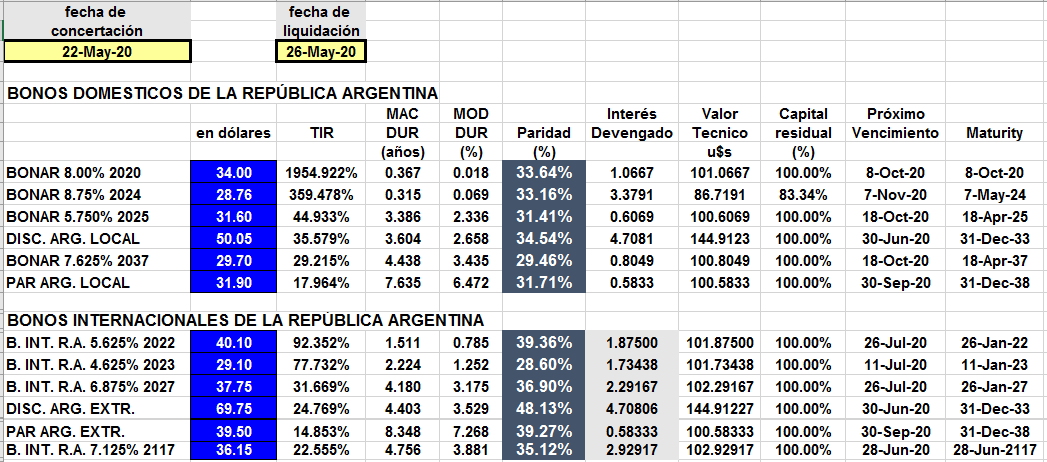 fecha de concertación fecha de liquidación
22-May-20 26-May-20
BONOS DOMESTICOS DE LA REPÚBLICA ARGENTINA
en dólares TIR MAC DUR (años) MOD DUR (%) Paridad (%) Interés Devengado Valor Tecnico u$s Capital residual (%) Próximo Vencimiento Maturity
BONAR 8.00% 2020 34.00 1954.922% 0.367 0.018 33.64% 1.0667 101.0667 100.00% 8-Oct-20 8-Oct-20
BONAR 8.75% 2024 28.76 359.478% 0.315 0.069 33.16% 3.3791 86.7191 83.34% 7-Nov-20 7-May-24
BONAR 5.750% 2025 31.60 44.933% 3.386 2.336 31.41% 0.6069 100.6069 100.00% 18-Oct-20 18-Apr-25
DISC. ARG. LOCAL 50.05 35.579% 3.604 2.658 34.54% 4.7081 144.9123 100.00% 30-Jun-20 31-Dec-33
BONAR 7.625% 2037 29.70 29.215% 4.438 3.435 29.46% 0.8049 100.8049 100.00% 18-Oct-20 18-Apr-37
PAR ARG. LOCAL 31.90 17.964% 7.635 6.472 31.71% 0.5833 100.5833 100.00% 30-Sep-20 31-Dec-38
BONOS INTERNACIONALES DE LA REPÚBLICA ARGENTINA
B. INT. R.A. 5.625% 2022 40.10 92.352% 1.511 0.785 39.36% 1.87500 101.87500 100.00% 26-Jul-20 26-Jan-22
B. INT. R.A. 4.625% 2023 29.10 77.732% 2.224 1.252 28.60% 1.73438 101.73438 100.00% 11-Jul-20 11-Jan-23
B. INT. R.A. 6.875% 2027 37.75 31.669% 4.180 3.175 36.90% 2.29167 102.29167 100.00% 26-Jul-20 26-Jan-27
DISC. ARG. EXTR. 69.75 24.769% 4.403 3.529 48.13% 4.70806 144.91227 100.00% 30-Jun-20 31-Dec-33
PAR ARG. EXTR. 39.50 14.853% 8.348 7.268 39.27% 0.58333 100.58333 100.00% 30-Sep-20 31-Dec-38
B. INT. R.A. 7.125% 2117 36.15 22.555% 4.756 3.881 35.12% 2.92917 102.92917 100.00% 28-Jun-20 28-Jun-2117